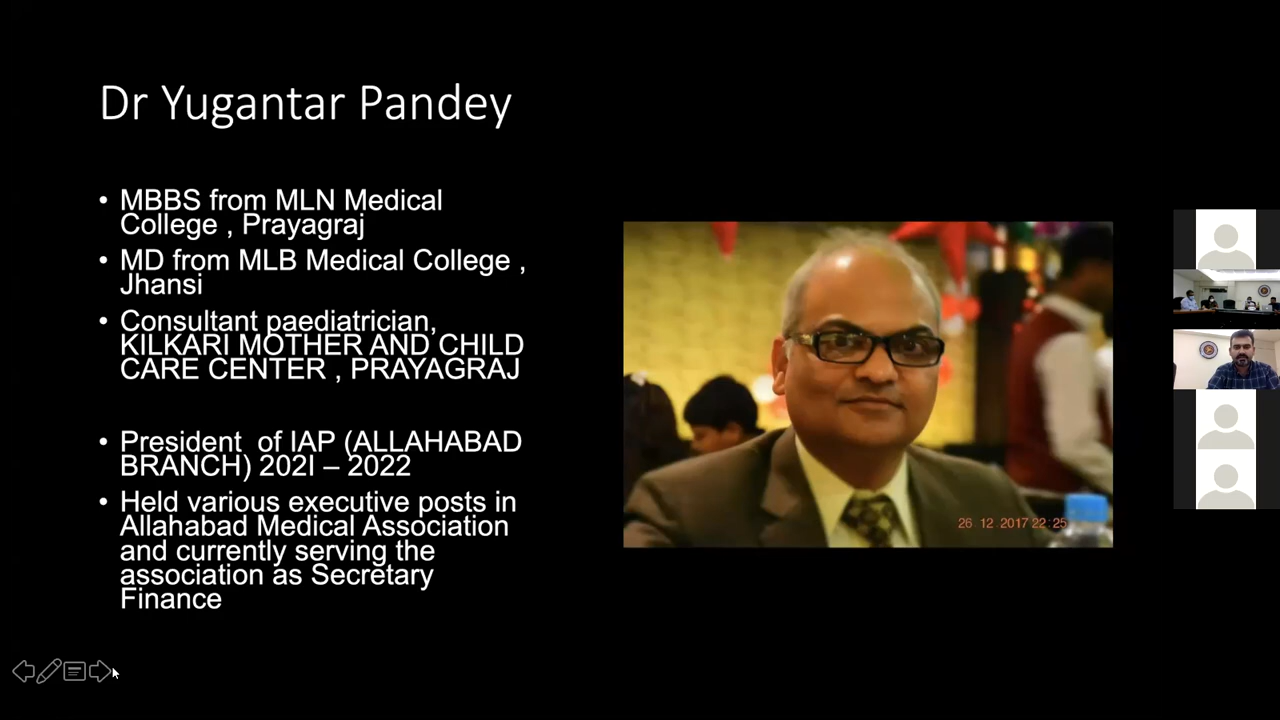 Dr Yugantar Pandey
• MBBS from MLN Medical
College , Prayagraj
• MD from MLB Medical College ,
Jhansi
• Consultant paediatrician,
KILKARI MOTHER AND CHILD
CARE CENTER , PRAYAGRAJ
• President  of IAP (ALLAHABAD
BRANCH) 202I – 2022
• Held various executive posts in
Allahabad Medical Association
and currently serving the
association as Secretary
Finance
26 12 2017 22:25